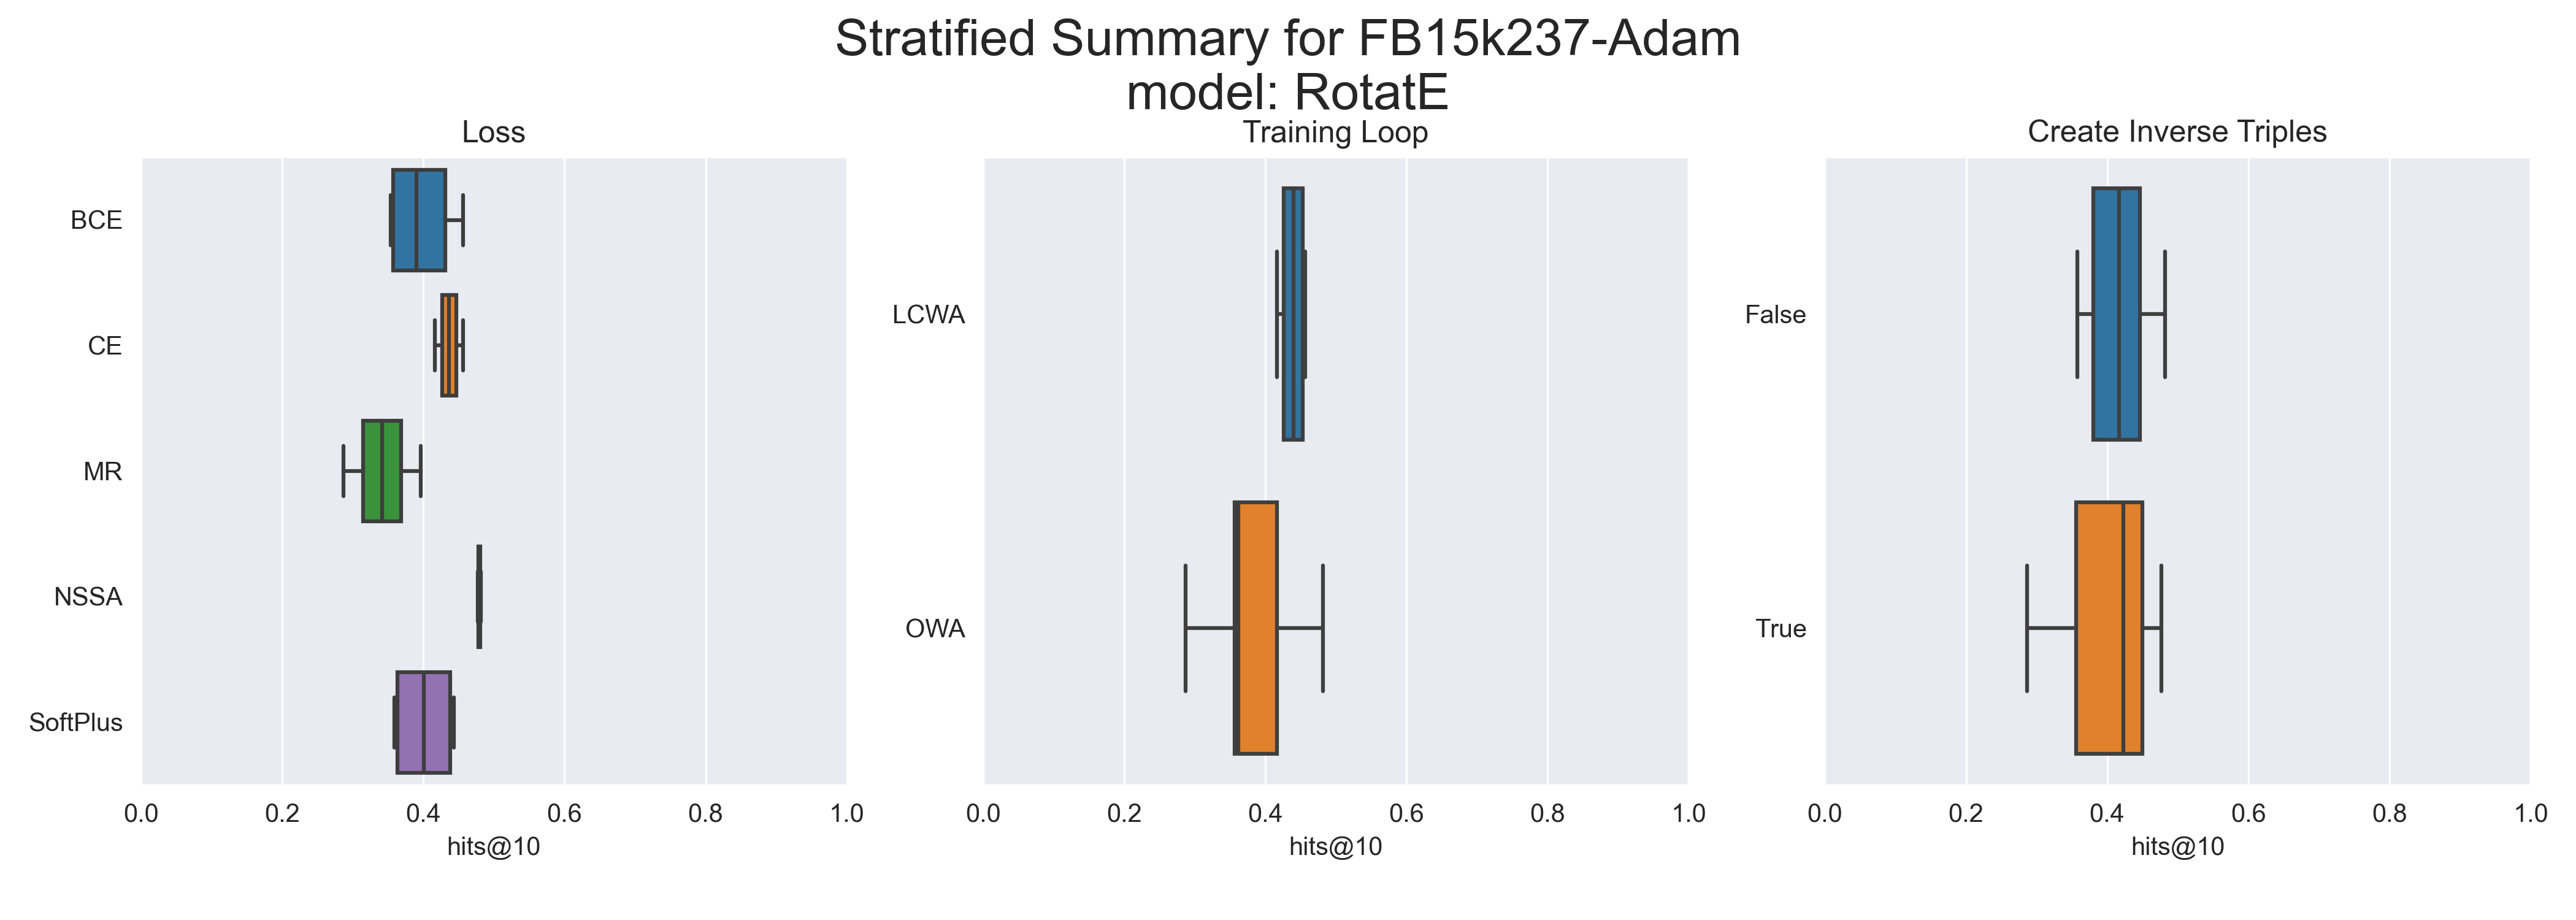 Stratified Summary for FB15k237-Adam
model: RotatE
Loss
BCE
CE
MR
NSSA
SoftPlus
0.0 0.2 0.4 0.6 0.8 1.0
hits@10
Training Loop
LCWA
OWA
0.0 0.2 0.4 0.6 0.8 1.0
hits@10
Create Inverse Triples
False
True
0.0 0.2 0.4 0.6 0.8 1.0
hits@10